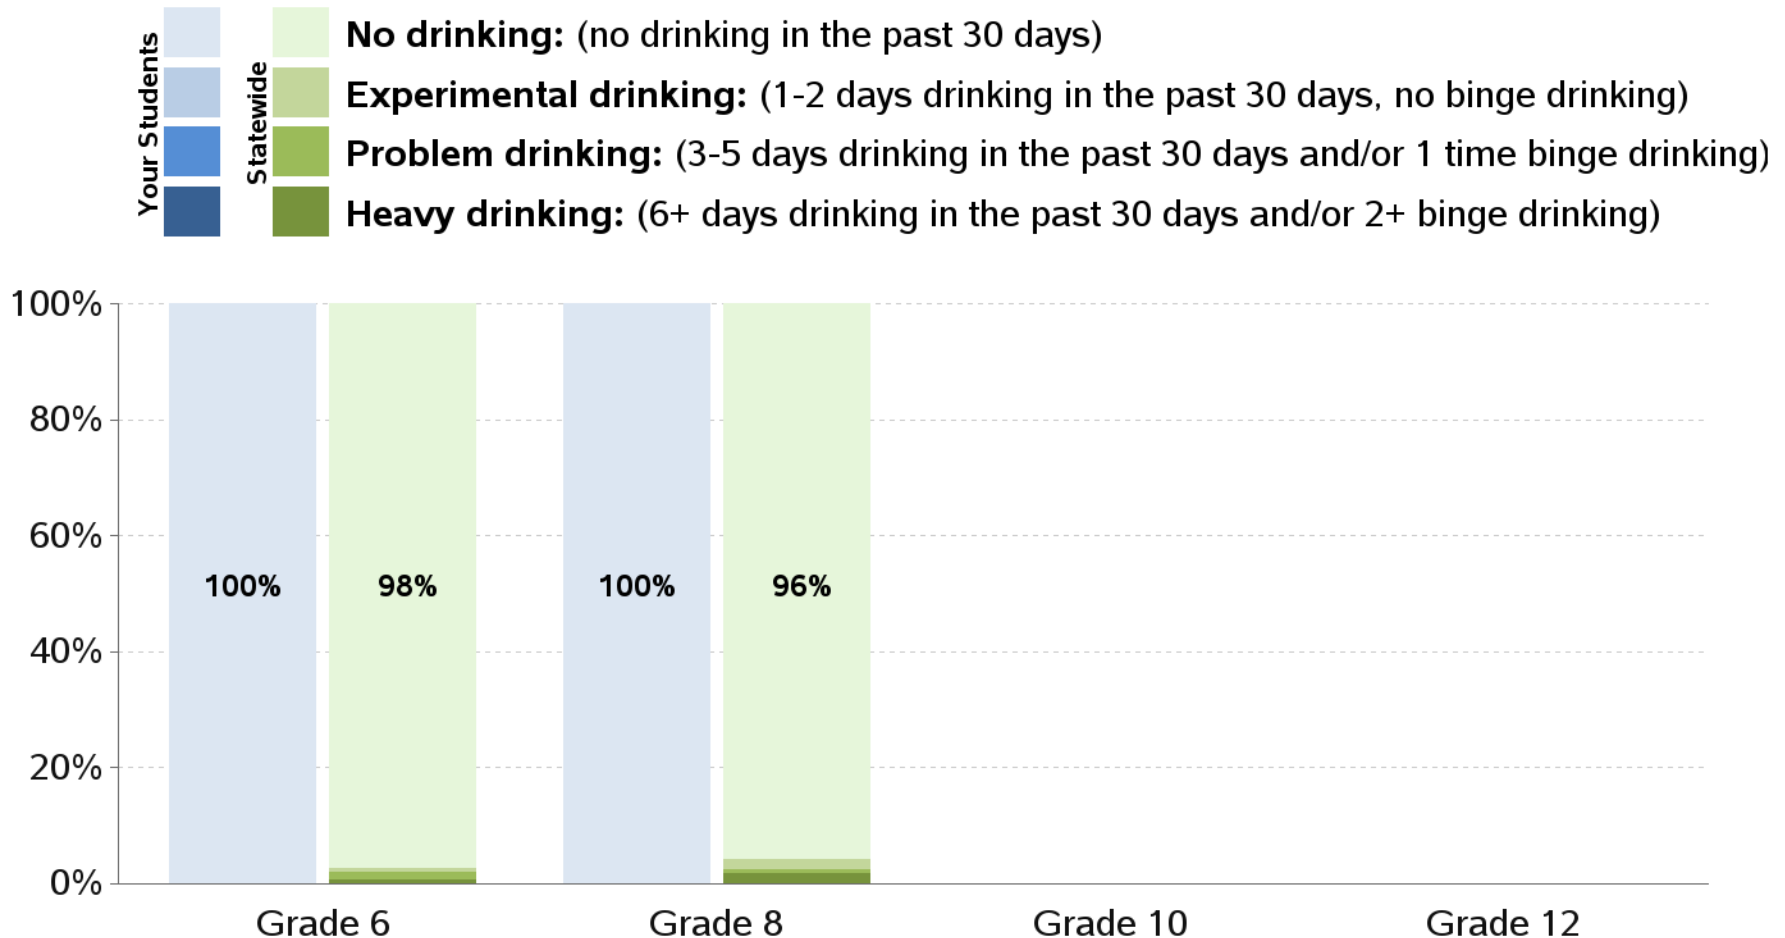 Your Students
Statewide
No drinking: (no drinking in the past 30 days)
Experimental drinking: (1-2 days drinking in the past 30 days, no binge drinking)
Problem drinking: (3-5 days drinking in the past 30 days and/or 1 time binge drinking)
Heavy drinking: (6+ days drinking in the past 30 days and/or 2+ binge drinking)
100%
80%
60%
100% 98% 100% 96%
40%
20%
0%
Grade 6 Grade 8 Grade 10 Grade 12